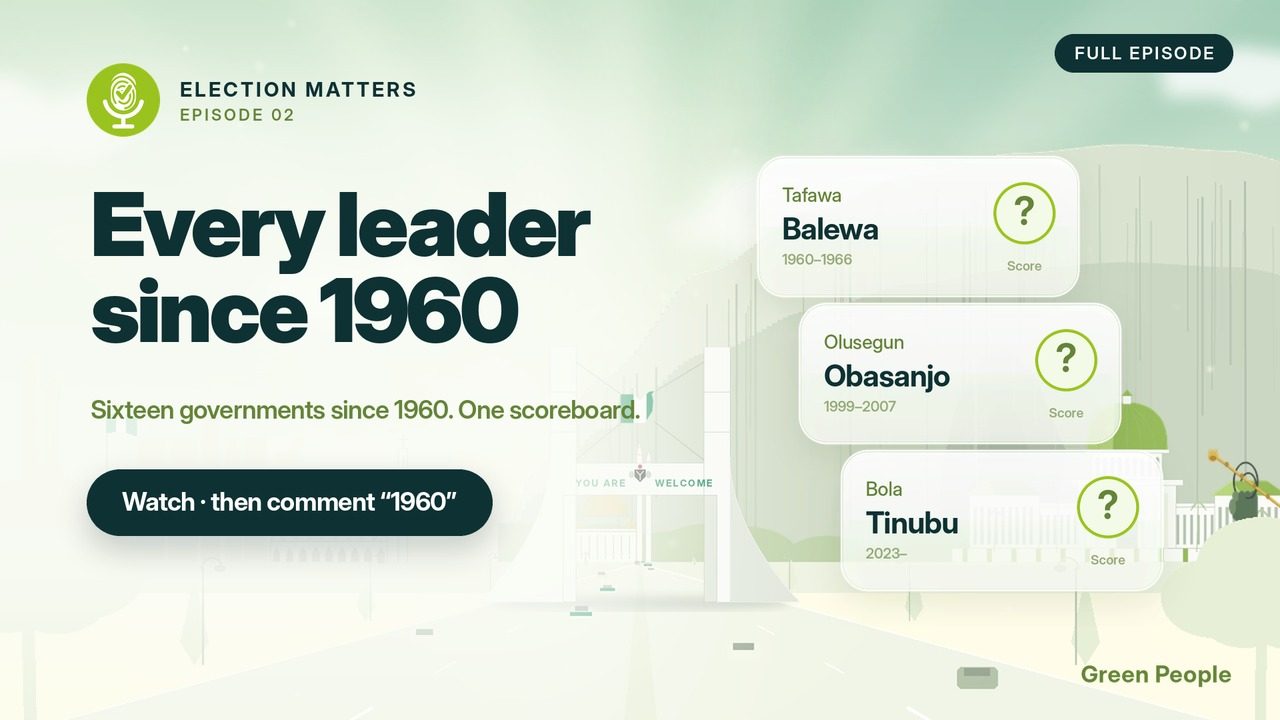 FULL EPISODE
ELECTION MATTERS
EPISODE 02
Every leader
since 1960
Sixteen governments since 1960. One scoreboard.
Watch · then comment “1960”
Tafawa
Balewa
1960–1966
?
Score
Olusegun
Obasanjo
1999–2007
?
Score
Bola
Tinubu
2023–
?
Score
YOU ARE WELCOME
Green People